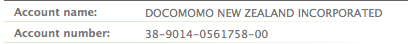 Account name: DOCOMOMO NEW ZEALAND INCORPORATED
Account number: 38-9014-0561758-00